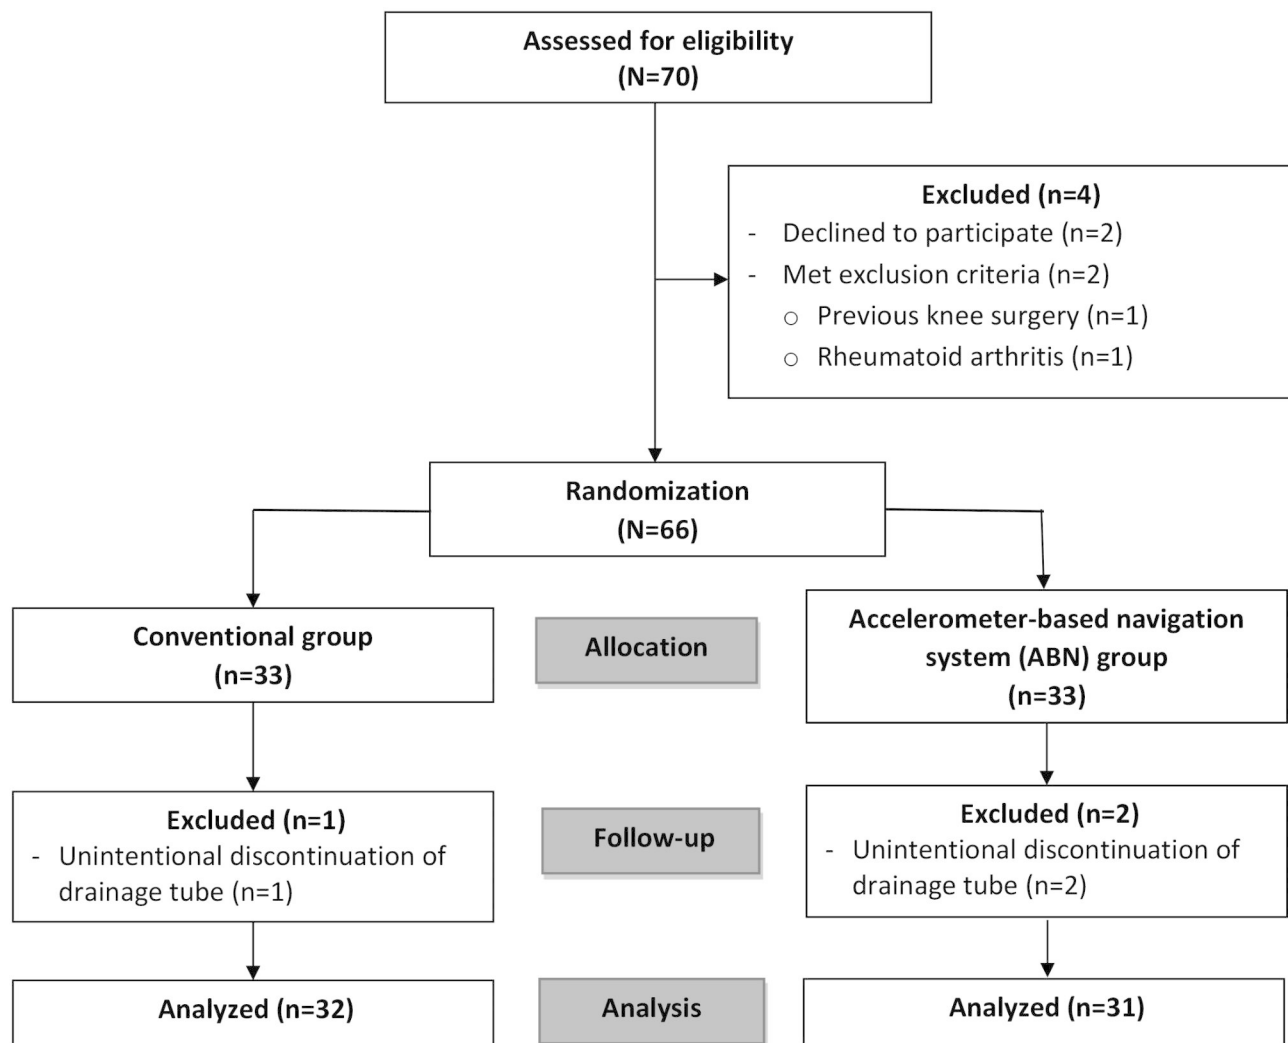 Assessed for eligibility
(N=70)
Excluded (n=4)
- Declined to participate (n=2)
- Met exclusion criteria (n=2)
o Previous knee surgery (n=1)
o Rheumatoid arthritis (n=1)
Randomization
(N=66)
Conventional group
(n=33)
Allocation
Accelerometer-based navigation
system (ABN) group
(n=33)
Excluded (n=1)
- Unintentional discontinuation of
drainage tube (n=1)
Follow-up
Excluded (n=2)
- Unintentional discontinuation of
drainage tube (n=2)
Analyzed (n=32)
Analysis
Analyzed (n=31)